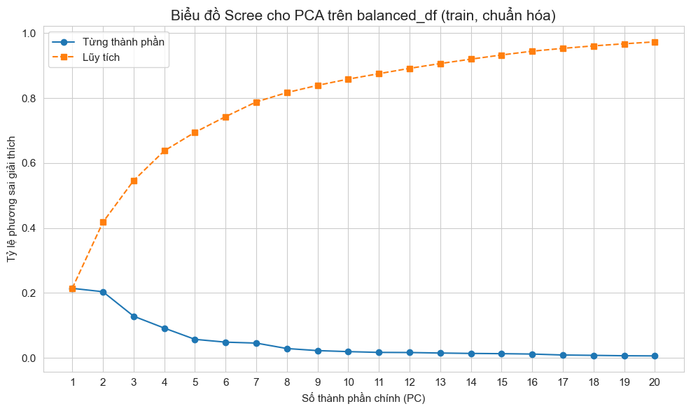 Biểu đồ Scree cho PCA trên balanced_df (train, chuẩn hóa)
Từng thành phần
Lũy tích
Tỷ lệ phương sai giải thích
1.0
0.8
0.6
0.4
0.2
0.0
1 2 3 4 5 6 7 8 9 10 11 12 13 14 15 16 17 18 19 20
Số thành phần chính (PC)